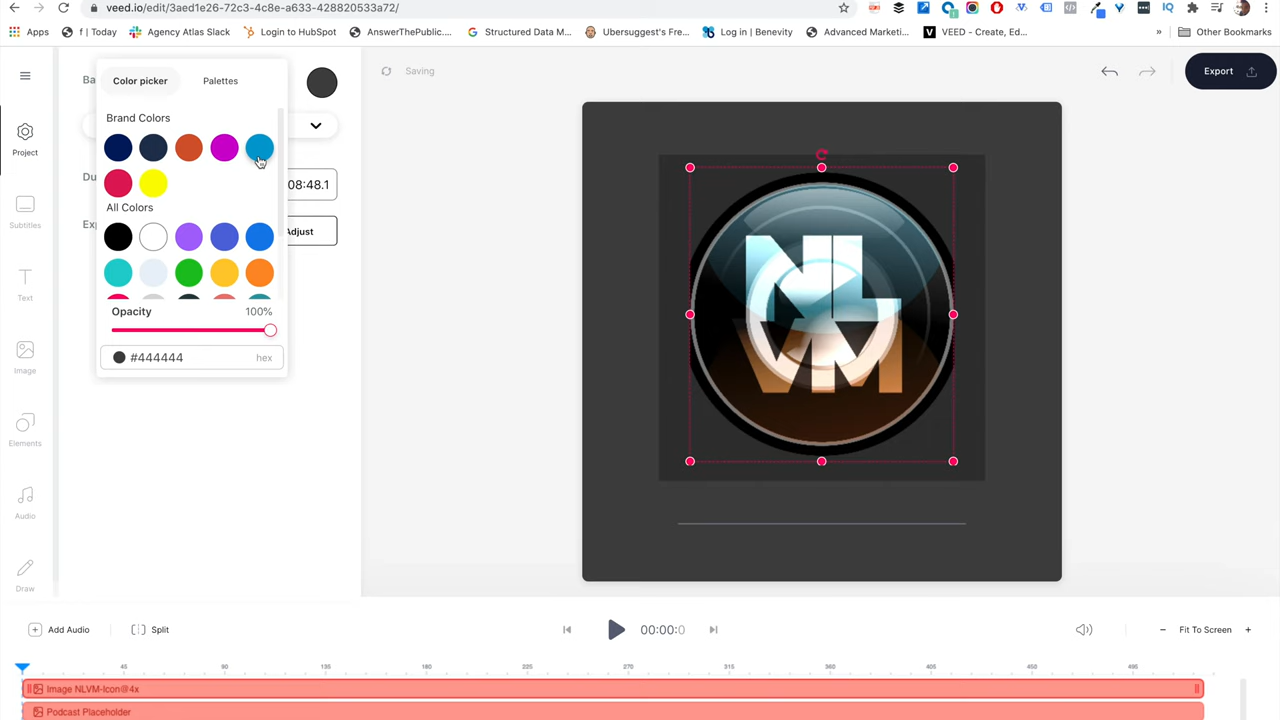 veed.io/edit/3aed1e26-72c3-4c8e-a633-428820533a72/
Apps
f | Today
Agency Atlas Slack
Login to HubSpot
AnswerThePublic....
Structured Data M...
Ubersuggest's Fre...
Log in | Benevity
Advanced Marketi...
VEED - Create, Ed...
»
Other Bookmarks
Color picker
Palettes
Saving
Export
Ba
Brand Colors
Project
Du
08:48.1
All Colors
Subtitles
Adjust
Text
Opacity
100%
#444444
hex
Image
Elements
Audio
Draw
NL
VM
Add Audio
Split
00:00:0
Fit To Screen
45
90
135
180
225
270
315
360
405
450
495
Image NLVM-Icon@4x
Podcast Placeholder